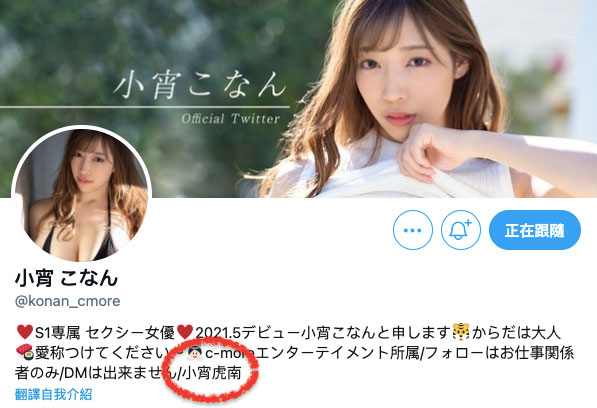 小宵こなん
Official Twitter
正在跟隨
小宵 こなん
@konan_cmore
♥S1専属 セクシー女優♥2021.5デビュー小宵こなんと申します🐯からだは大人
🍣愛称つけてください c-moreエンターテイメント所属/フォローはお仕事関係
者のみ/DMは出来ません/小宵虎南
翻譯自我介紹